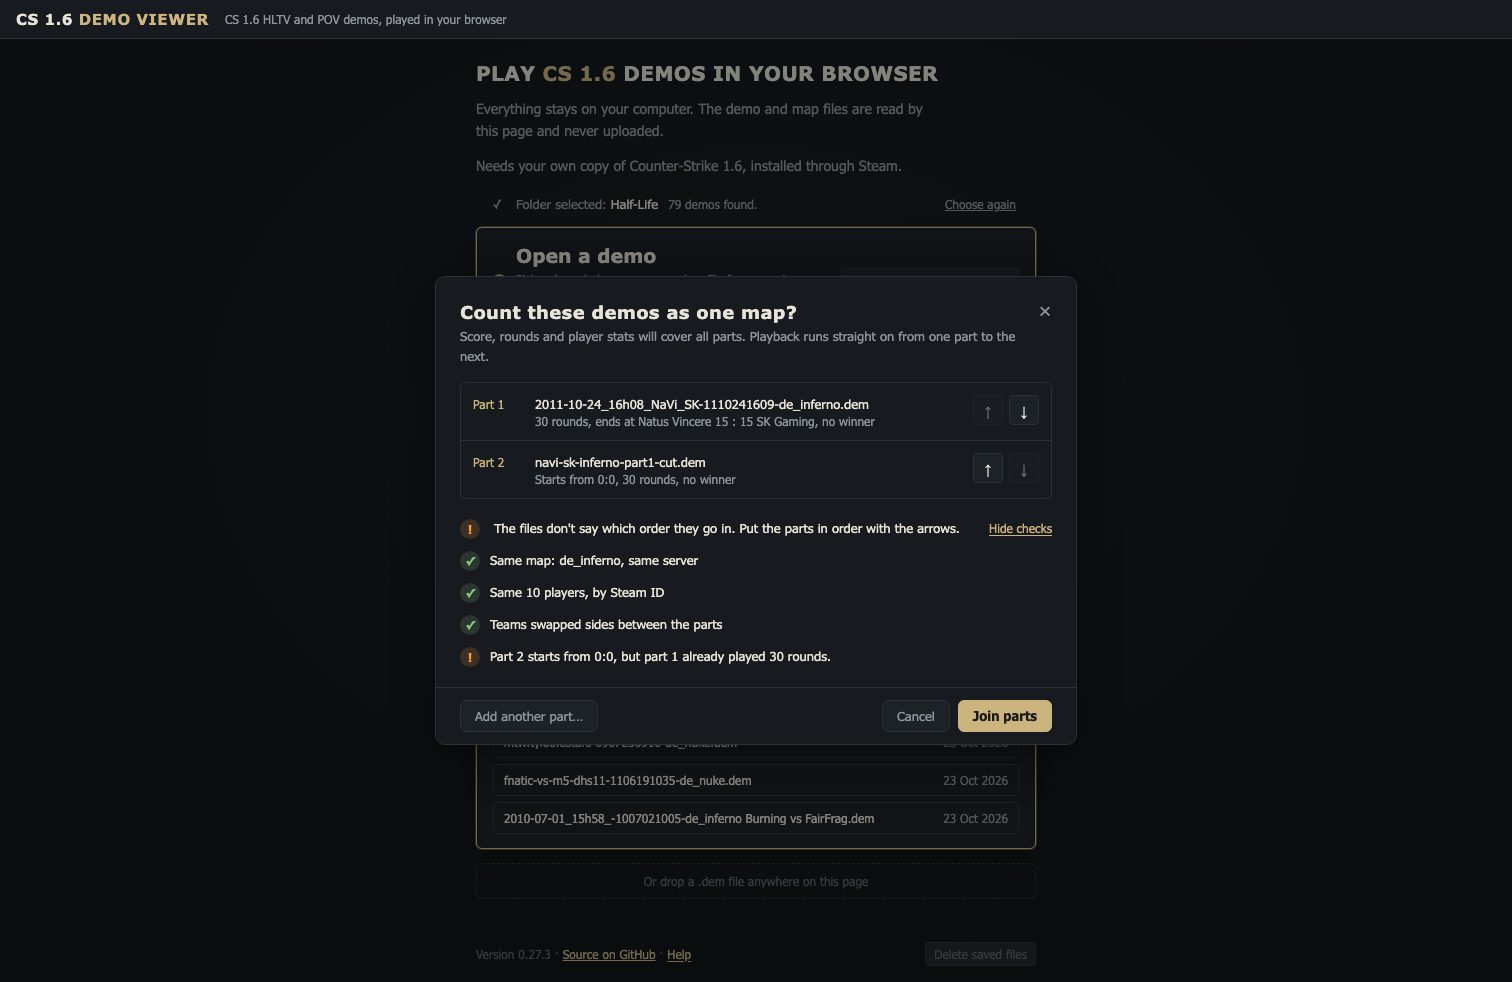 CS 1.6 DEMO VIEWER CS 1.6 HLTV and POV demos, played in your browser
PLAY CS 1.6 DEMOS IN YOUR BROWSER
Everything stays on your computer. The demo and map files are read by
this page and never uploaded.
Needs your own copy of Counter-Strike 1.6, installed through Steam.
✓ Folder selected: Half-Life 79 demos found. Choose again
Open a demo
Count these demos as one map? ✕
Score, rounds and player stats will cover all parts. Playback runs straight on from one part to the
next.
Part 1 2011-10-24_16h08_NaVi_SK-1110241609-de_inferno.dem ↑ ↓
30 rounds, ends at Natus Vincere 15 : 15 SK Gaming, no winner
Part 2 navi-sk-inferno-part1-cut.dem ↑ ↓
Starts from 0:0, 30 rounds, no winner
! The files don't say which order they go in. Put the parts in order with the arrows. Hide checks
✓ Same map: de_inferno, same server
✓ Same 10 players, by Steam ID
✓ Teams swapped sides between the parts
! Part 2 starts from 0:0, but part 1 already played 30 rounds.
Add another part... Cancel Join parts
fnatic-vs-m5-dhs11-1106191035-de_nuke.dem 23 Oct 2026
2010-07-01_15h58_-1007021005-de_inferno Burning vs FairFrag.dem 23 Oct 2026
Or drop a .dem file anywhere on this page
Version 0.27.3 · Source on GitHub · Help Delete saved files